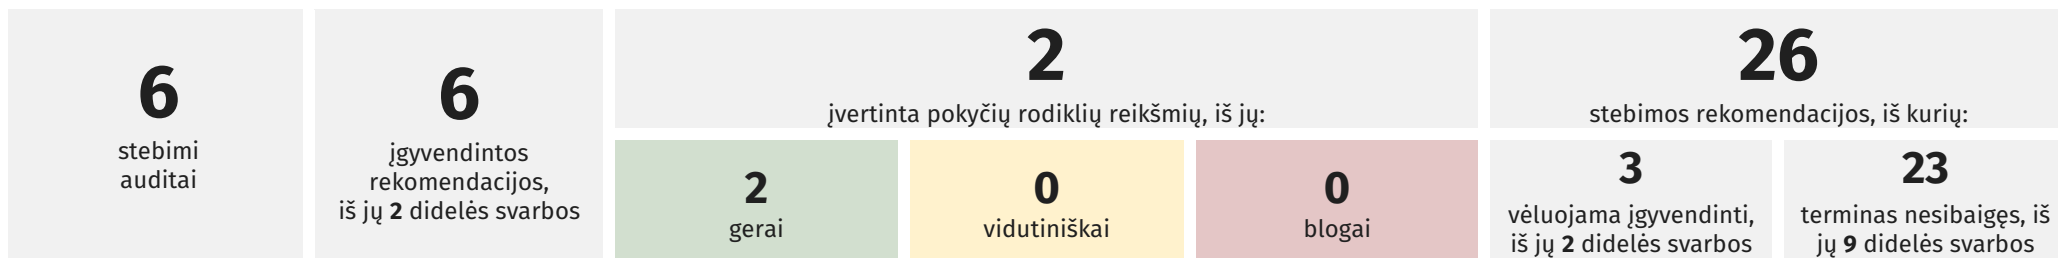 6
stebimi
auditai
6
įgyvendintos
rekomendacijos,
iš jų 2 didelės svarbos
2
įvertinta pokyčių rodiklių reikšmių, iš jų:
2
gerai
0
vidutiniškai
0
blogai
26
stebimos rekomendacijos, iš kurių:
3
vėluojama įgyvendinti,
iš jų 2 didelės svarbos
23
terminas nesibaigęs, iš
jų 9 didelės svarbos